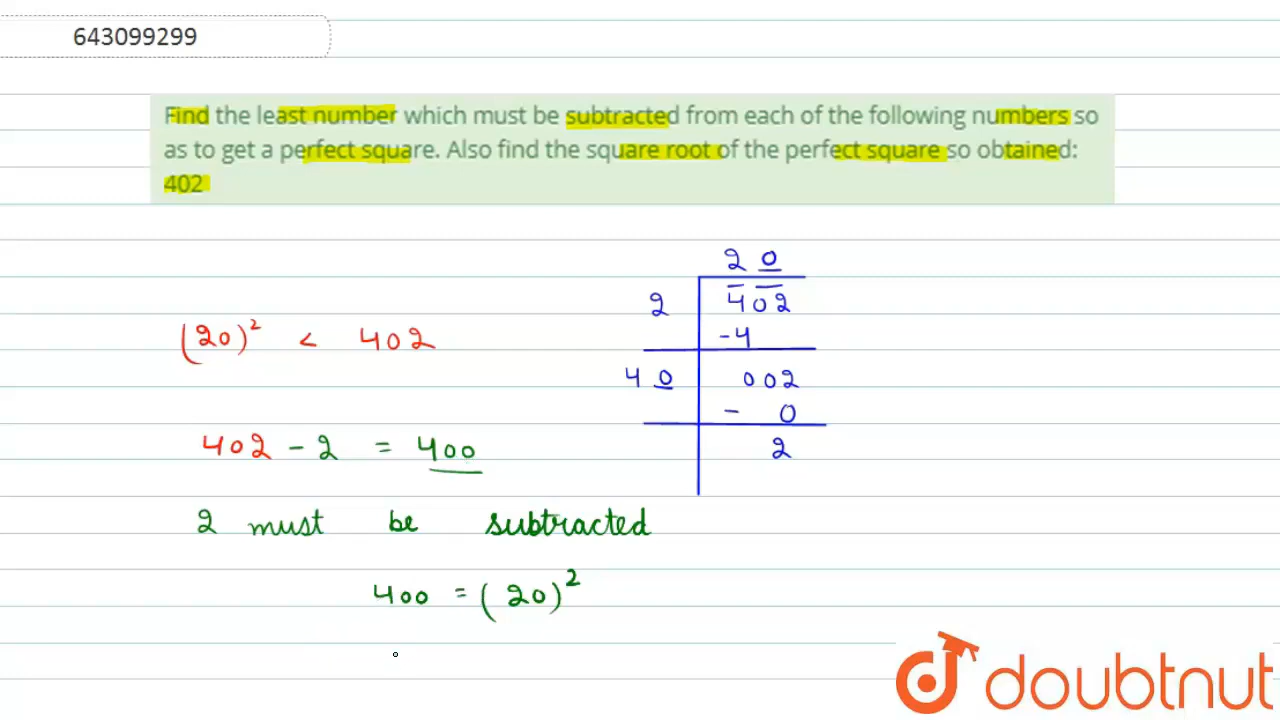 643099299
Find the least number which must be subtracted from each of the following numbers so
as to get a perfect square. Also find the square root of the perfect square so obtained:
402
2 0
2 402
-4
40 002
- 0
2
(20)² < 402
402 - 2 = 400
2 must be subtracted
400 = (20)²
doubtnut